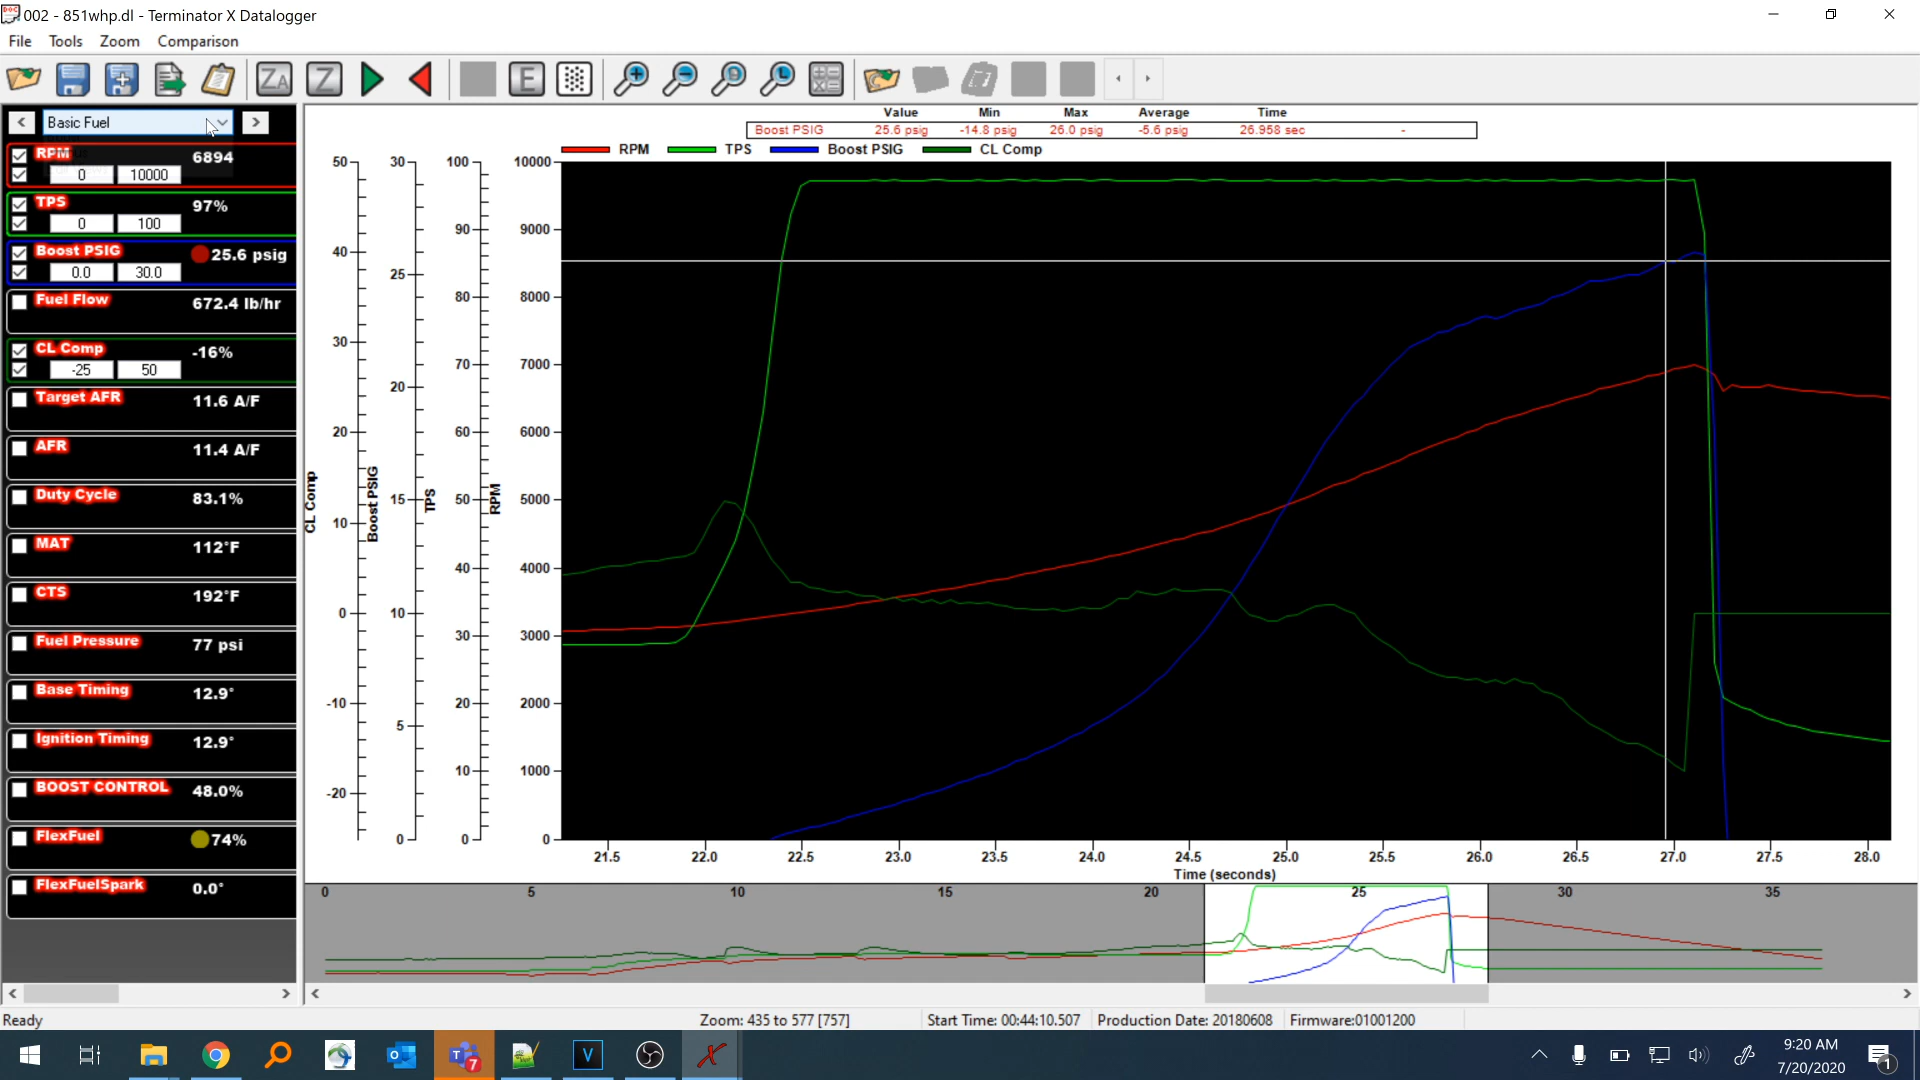 002 - 851whp.dl - Terminator X Datalogger
File Tools Zoom Comparison
ZA Z E
Basic Fuel
RPM 6894
0 10000
TPS 97%
0 100
Boost PSIG 25.6 psig
0.0 30.0
Fuel Flow 672.4 lb/hr
CL Comp -16%
-25 50
Target AFR 11.6 A/F
AFR 11.4 A/F
Duty Cycle 83.1%
MAT 112°F
CTS 192°F
Fuel Pressure 77 psi
Base Timing 12.9°
Ignition Timing 12.9°
BOOST CONTROL 48.0%
FlexFuel 74%
FlexFuelSpark 0.0°
Value Min Max Average Time
Boost PSIG 25.6 psig -14.8 psig 26.0 psig -5.6 psig 26.958 sec -
RPM TPS Boost PSIG CL Comp
50 30 100 10000
90 9000
40 25 80 8000
30 70 7000
20 20 60 6000
CL Comp Boost PSIG TPS RPM
10 15 50 5000
40 4000
0 10 30 3000
-10 5 20 2000
-20 10 1000
0 0 0
21.5 22.0 22.5 23.0 23.5 24.0 24.5 25.0 25.5 26.0 26.5 27.0 27.5 28.0
Time (seconds)
0 5 10 15 20 25 30 35
Ready Zoom: 435 to 577 [757] Start Time: 00:44:10.507 Production Date: 20180608 Firmware:01001200
7 V X
9:20 AM
7/20/2020
1